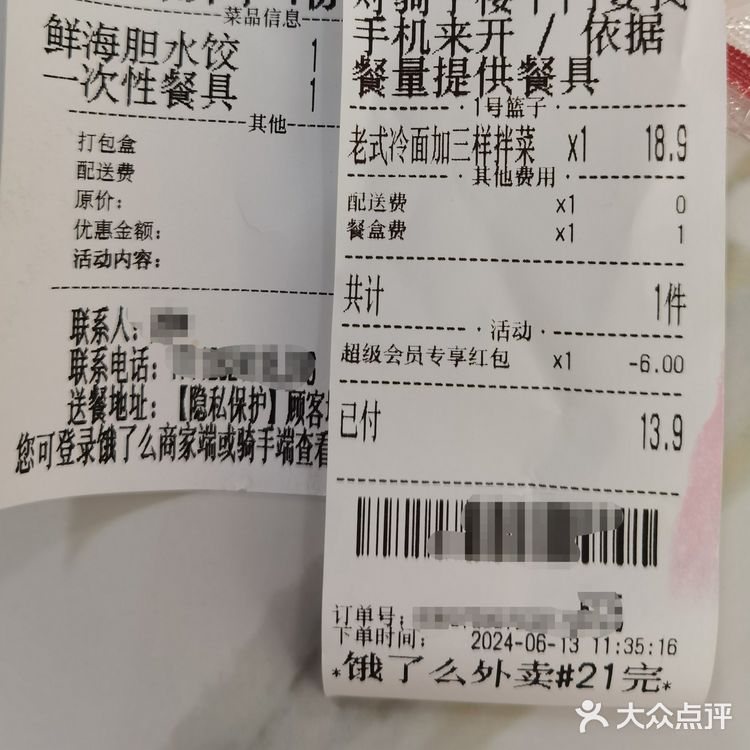 菜品信息
鲜海胆水饺 1
一次性餐具 1
其他
打包盒
配送费
原价:
优惠金额:
活动内容:
联系人:
联系电话:
送餐地址:【隐私保护】顾客
您可登录饿了么商家端或骑手端查看
手机来开 / 依据
餐量提供餐具
1号篮子
老式冷面加三样拌菜 x1 18.9
其他费用
配送费 x1 0
餐盒费 x1 1
共计 1件
活动
超级会员专享红包 x1 -6.00
已付 13.9
订单号:
下单时间: 2024-06-13 11:35:16
*饿了么外卖#21完*
大众点评